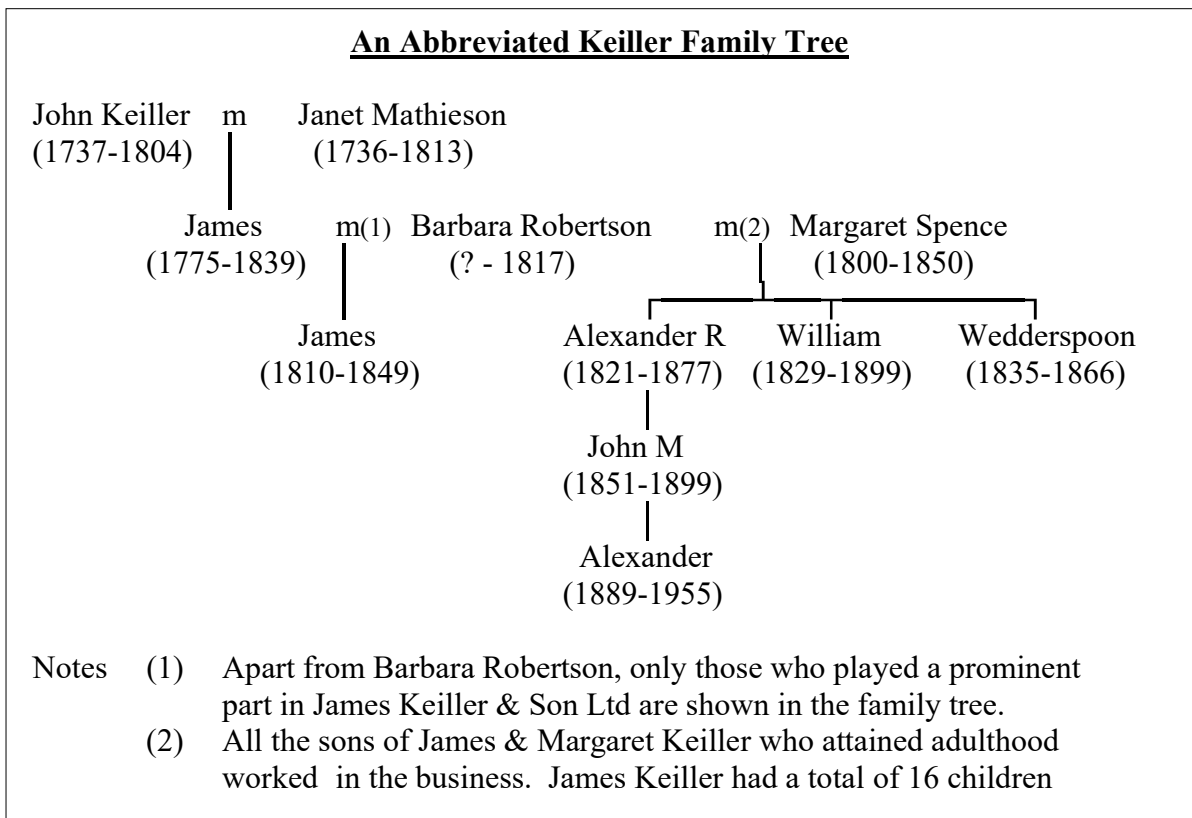 An Abbreviated Keiller Family Tree
John Keiller m Janet Mathieson
(1737-1804) (1736-1813)
James m(1) Barbara Robertson m(2) Margaret Spence
(1775-1839) (? - 1817) (1800-1850)
James Alexander R William Wedderspoon
(1810-1849) (1821-1877) (1829-1899) (1835-1866)
John M
(1851-1899)
Alexander
(1889-1955)
Notes (1) Apart from Barbara Robertson, only those who played a prominent
part in James Keiller & Son Ltd are shown in the family tree.
(2) All the sons of James & Margaret Keiller who attained adulthood
worked in the business. James Keiller had a total of 16 children